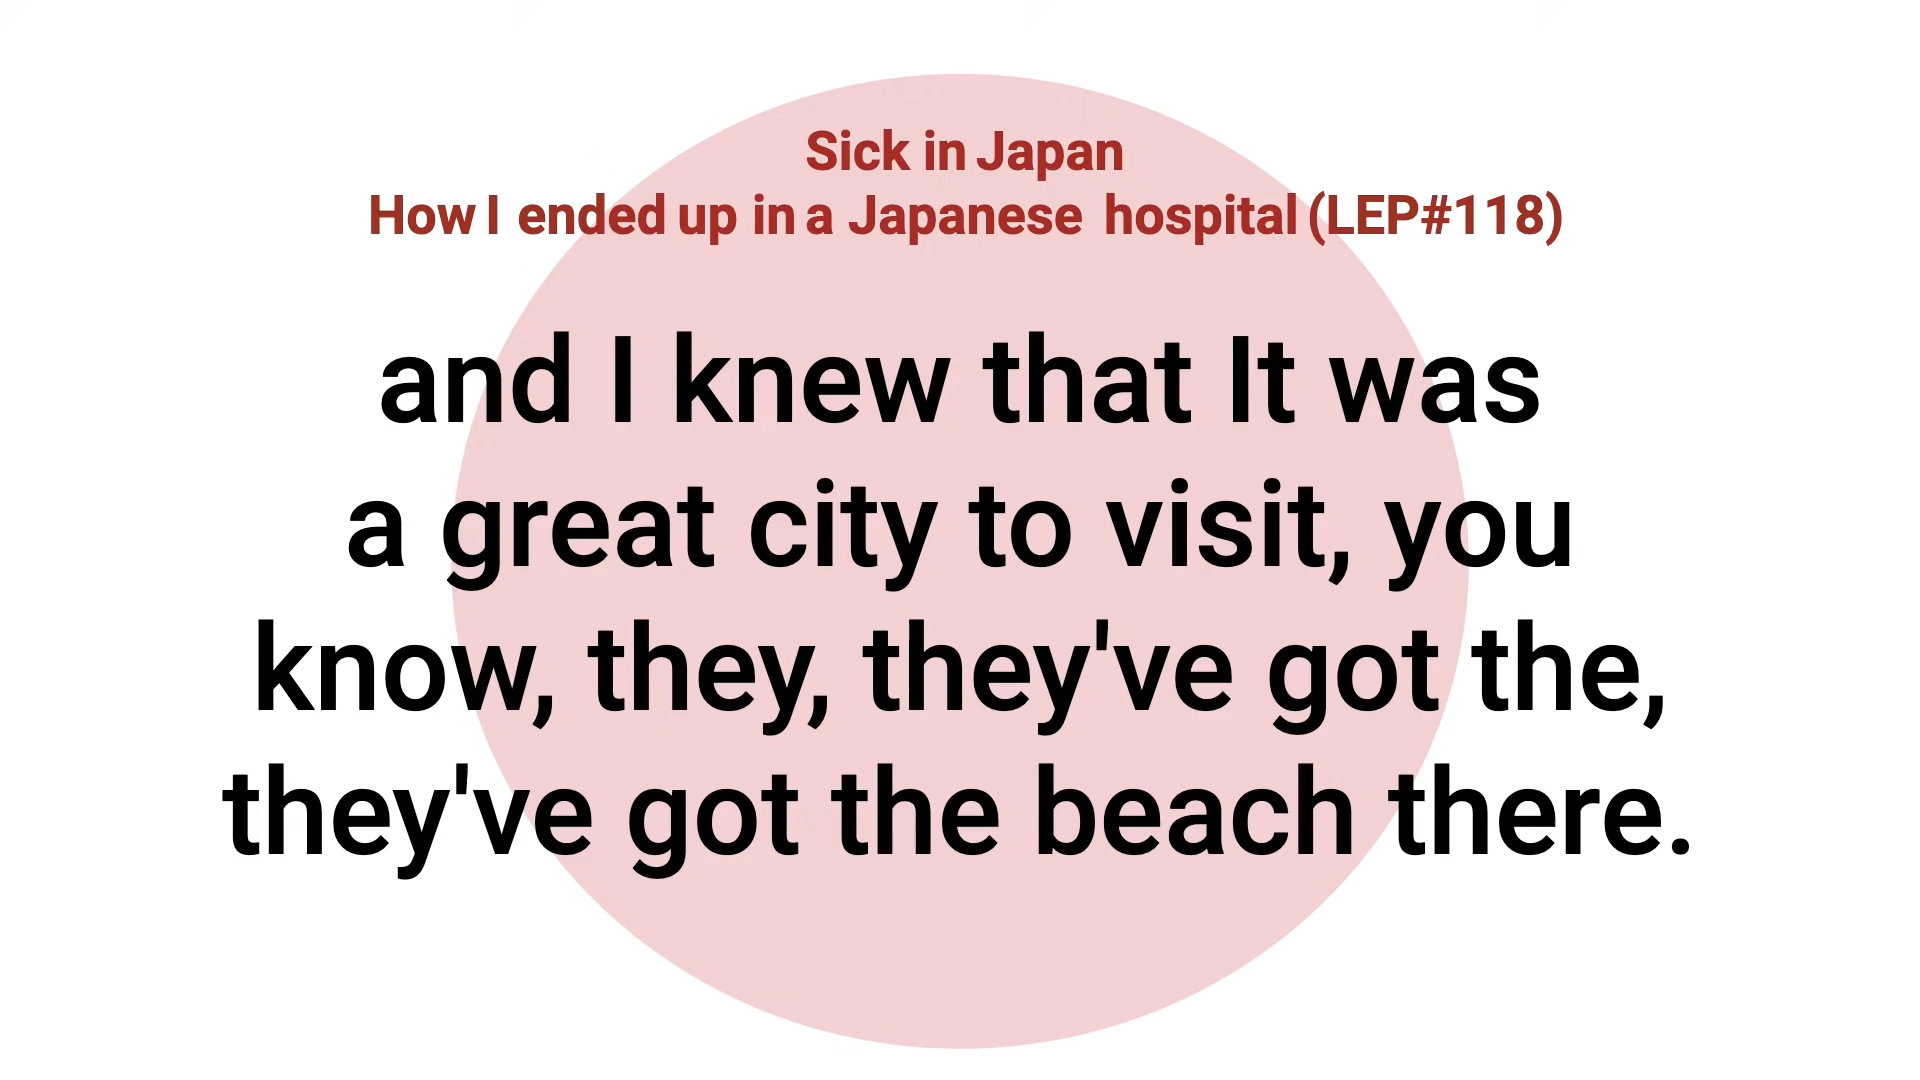 Sick in Japan
How I ended up in a Japanese hospital (LEP#118)
and I knew that It was
a great city to visit, you
know, they, they've got the,
they've got the beach there.